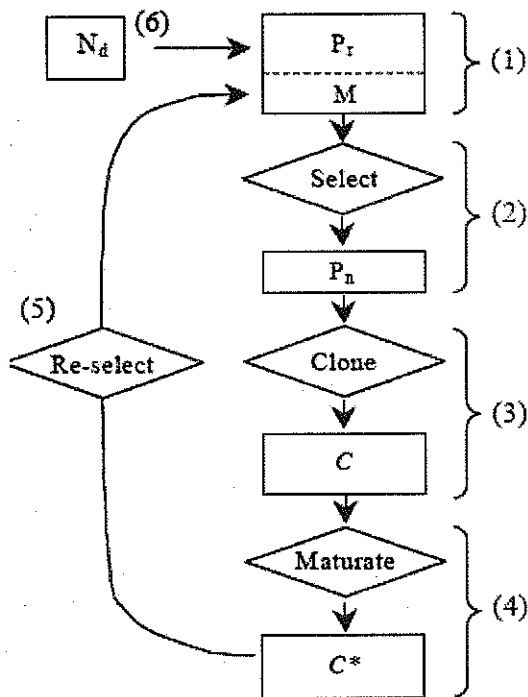 N_d
(6)
P_r
(1)
M
Select
(2)
P_n
(5)
Clone
Re-select
(3)
C
Maturate
(4)
C*